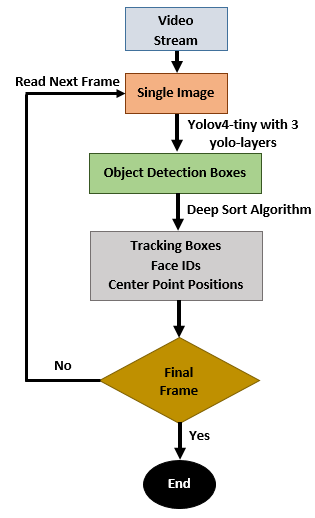 Video
Stream
Read Next Frame
Single Image
Yolov4-tiny with 3
yolo-layers
Object Detection Boxes
Deep Sort Algorithm
Tracking Boxes
Face IDs
Center Point Positions
No
Final
Frame
Yes
End